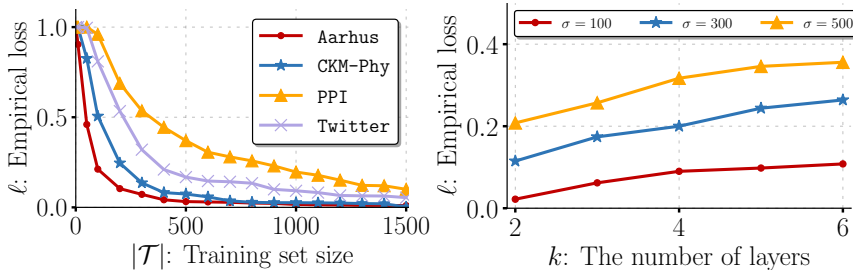 ℓ: Empirical loss
1.0
0.5
0.0
0
500
1000
1500
|𝒯|: Training set size
Aarhus
CKM-Phy
PPI
Twitter
ℓ: Empirical loss
0.4
0.2
0.0
2
4
6
k: The number of layers
σ = 100
σ = 300
σ = 500